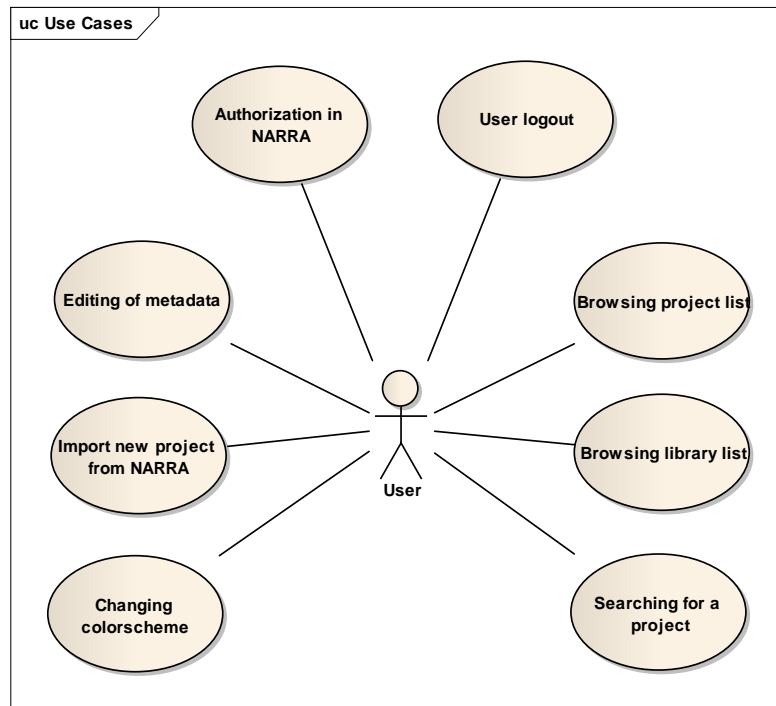 uc Use Cases
Authorization in
NARRA
User logout
Editing of metadata
Browsing project list
Import new project
from NARRA
Browsing library list
User
Changing
colorscheme
Searching for a
project